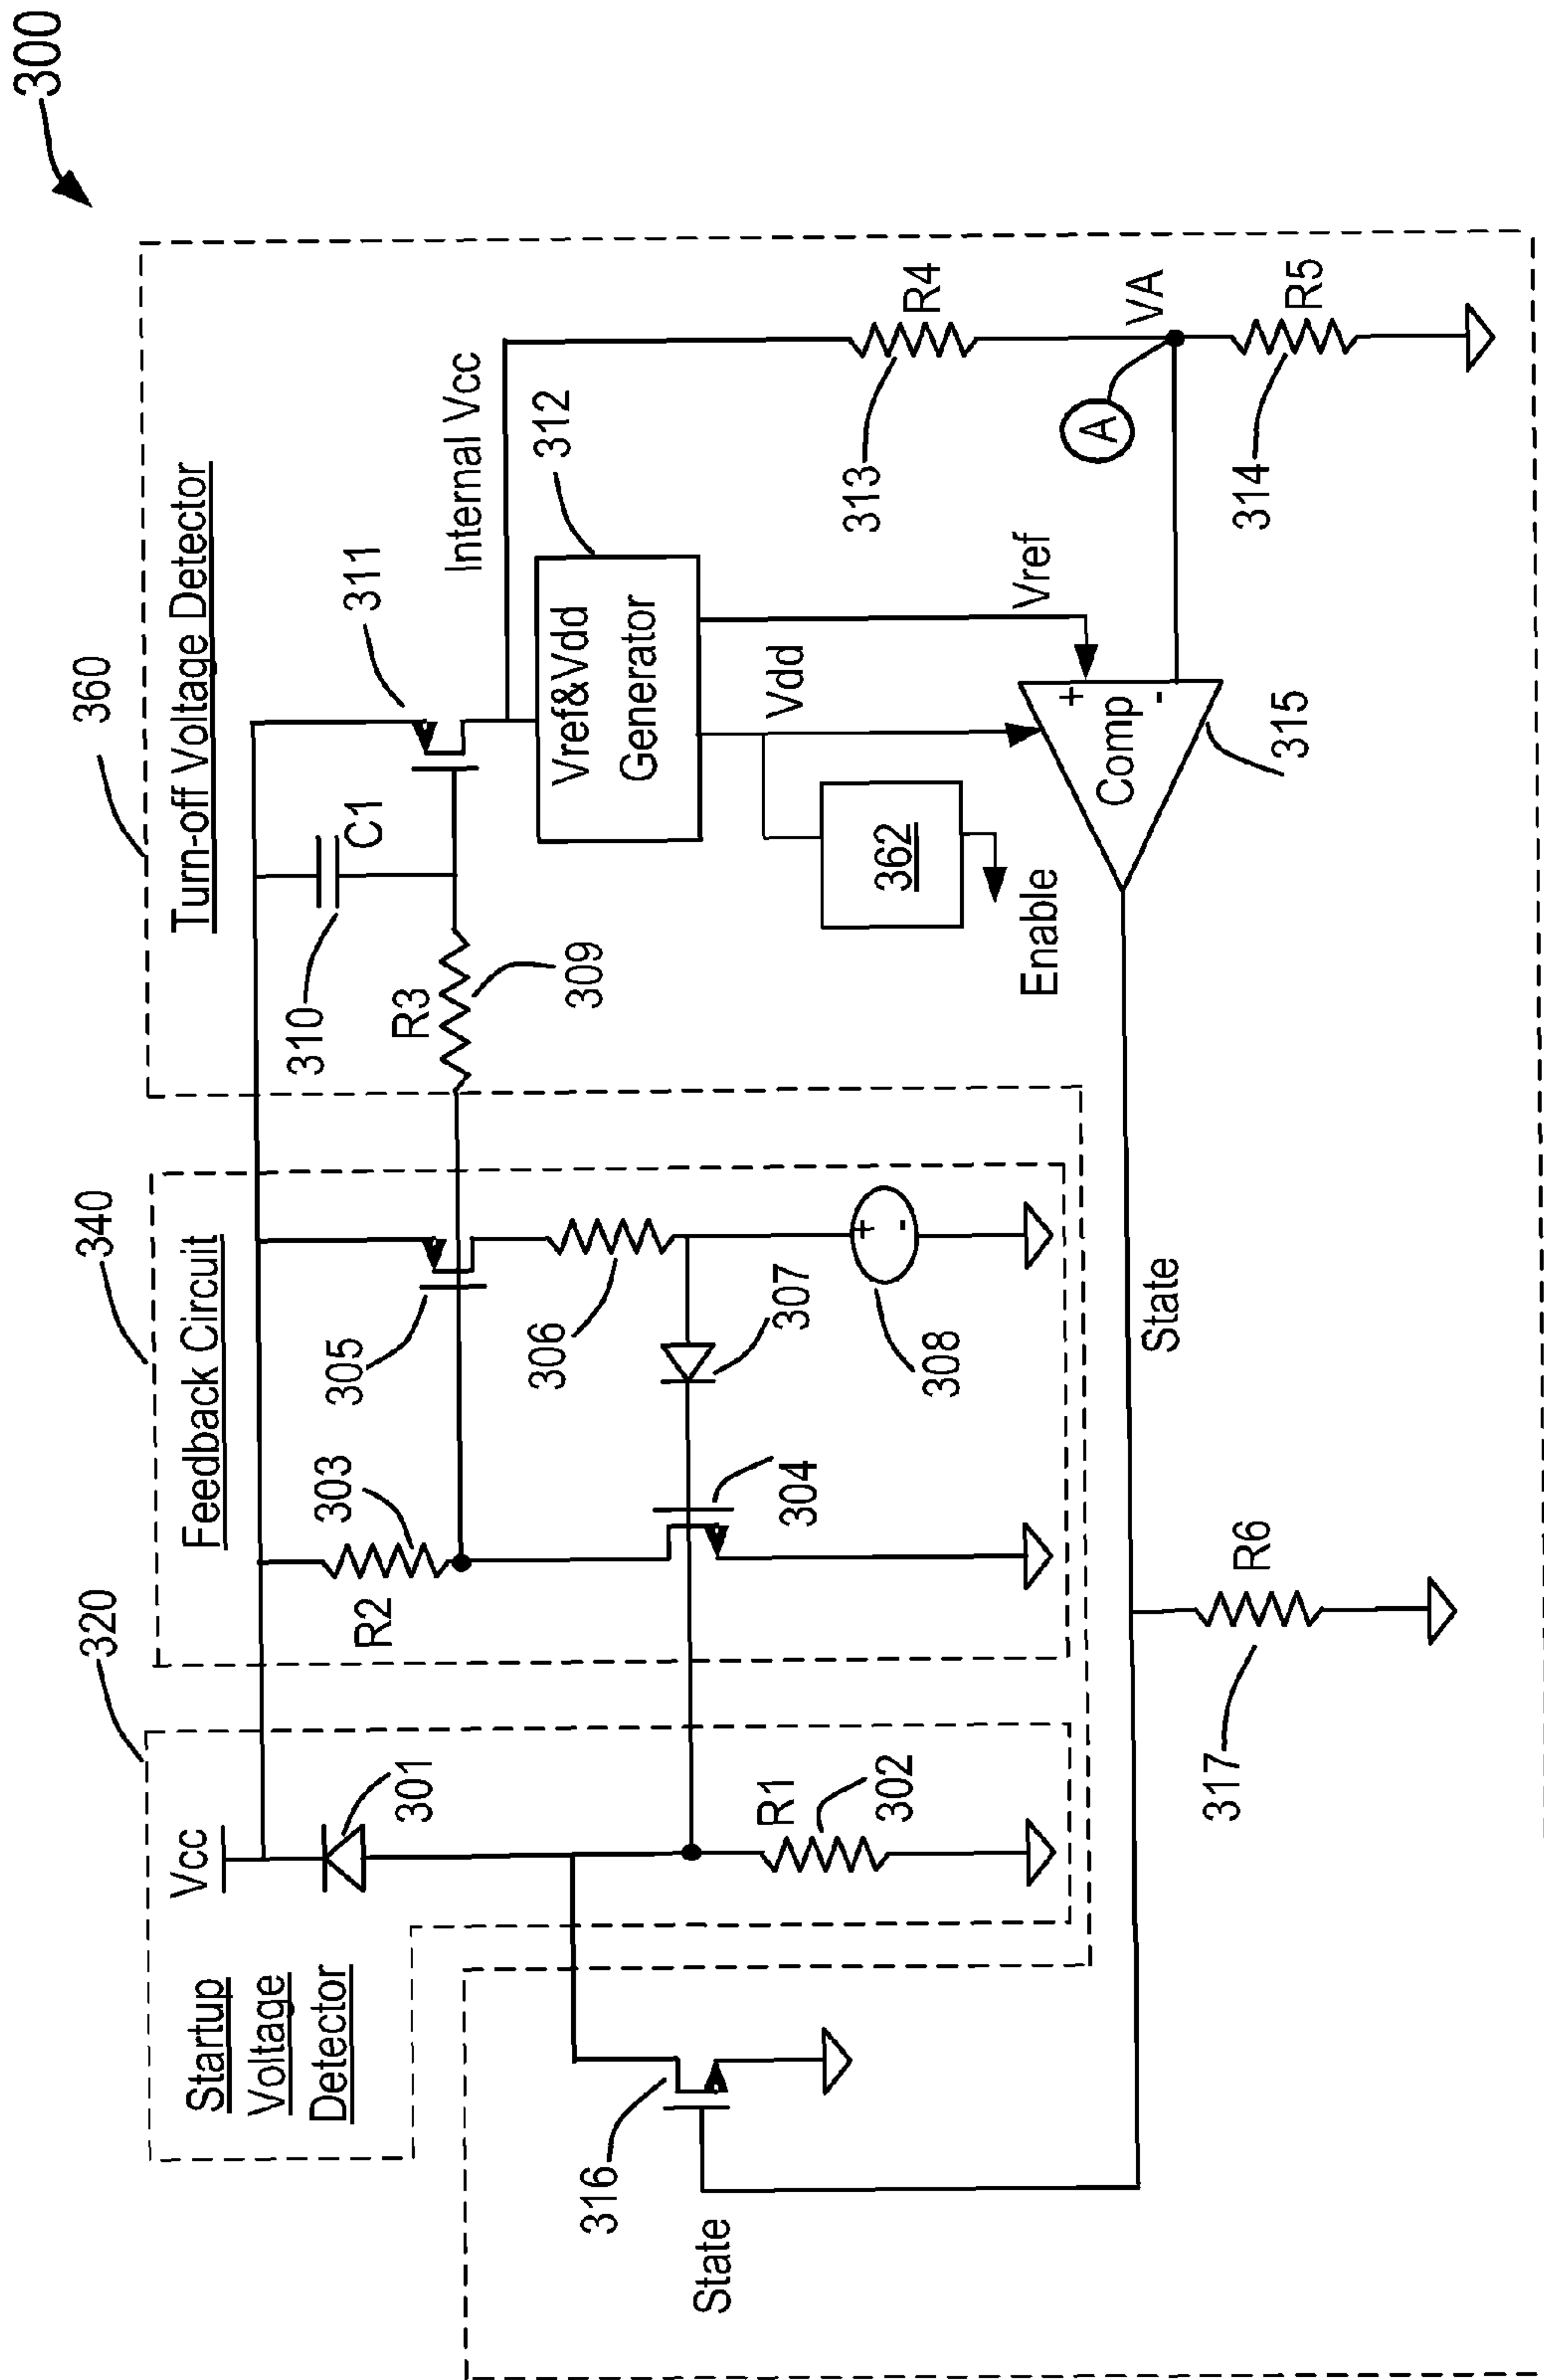 300
320
340
360
Startup
Voltage
Detector
Feedback Circuit
Turn-off Voltage Detector
Vcc
301
R1
302
R2
303
304
305
306
307
+
-
308
R3
309
310
C1
311
Internal Vcc
312
Vref&Vdd
Generator
Vdd
Vref
362
Enable
R4
313
VA
A
R5
314
+
-
Comp
315
State
316
State
R6
317